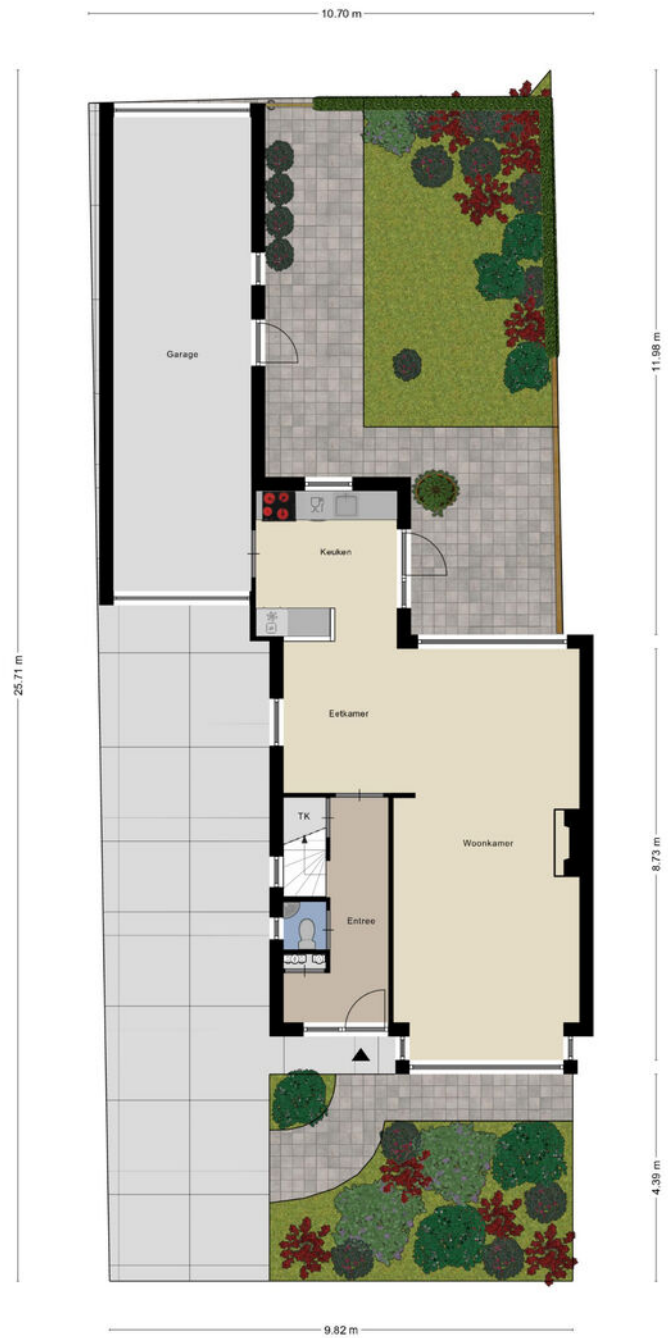 10.70 m
11.98 m
Garage
Keuken
25.71 m
Eetkamer
TK
Woonkamer
8.73 m
Entree
4.39 m
9.82 m